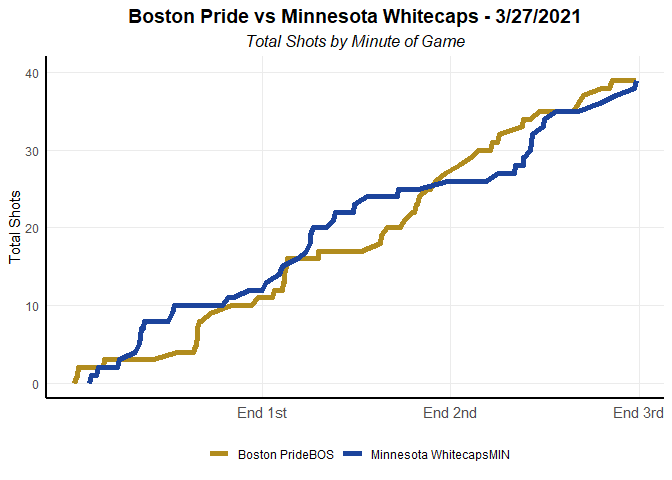 Boston Pride vs Minnesota Whitecaps - 3/27/2021
Total Shots by Minute of Game
Total Shots
40
30
20
10
0
End 1st
End 2nd
End 3rd
Boston PrideBOS
Minnesota WhitecapsMIN